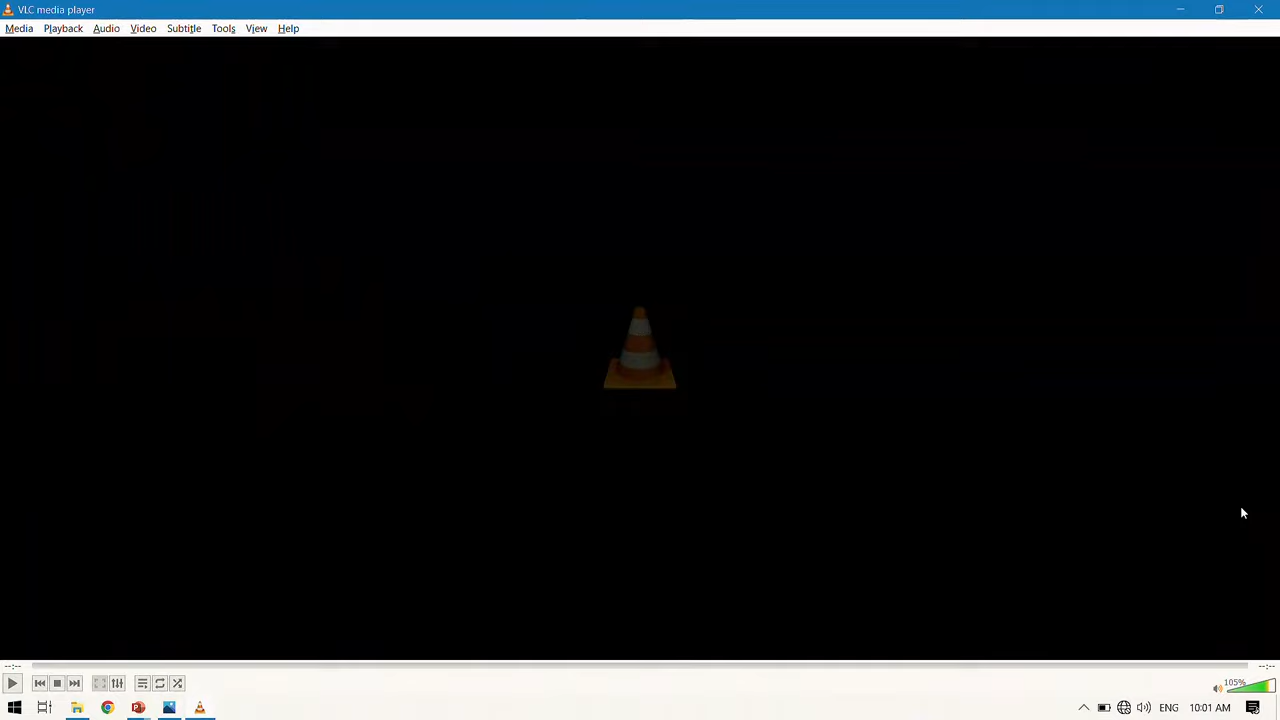 VLC media player
Media Playback Audio Video Subtitle Tools View Help
--:-- --:--
105%
ENG 10:01 AM